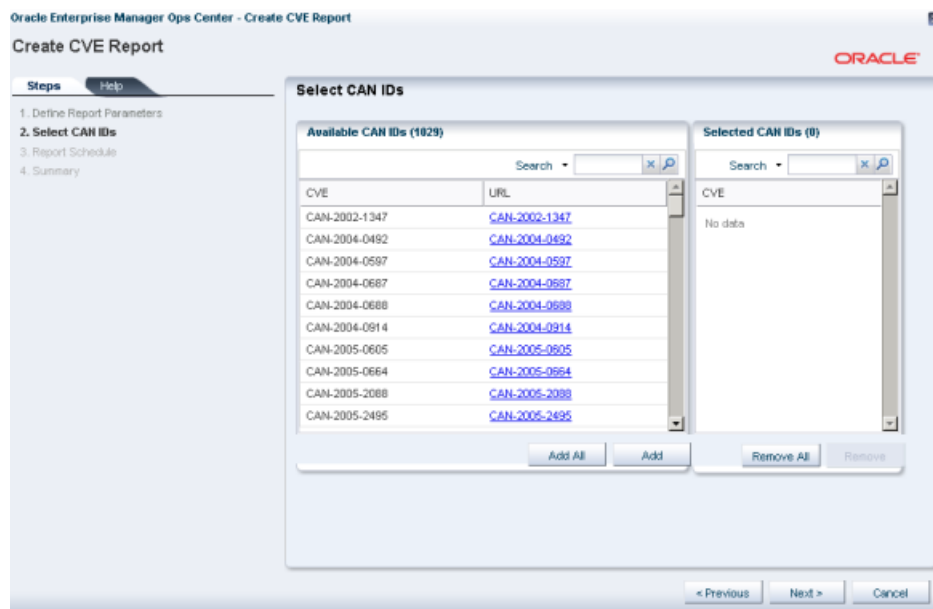 Oracle Enterprise Manager Ops Center - Create CVE Report
Create CVE Report
ORACLE
Steps Help
1. Define Report Parameters
2. Select CAN IDs
3. Report Schedule
4. Summary
Select CAN IDs
Available CAN IDs (1029)
Search
CVE URL
CAN-2002-1347 CAN-2002-1347
CAN-2004-0492 CAN-2004-0492
CAN-2004-0597 CAN-2004-0597
CAN-2004-0687 CAN-2004-0687
CAN-2004-0688 CAN-2004-0688
CAN-2004-0914 CAN-2004-0914
CAN-2005-0605 CAN-2005-0605
CAN-2005-0664 CAN-2005-0664
CAN-2005-2088 CAN-2005-2088
CAN-2005-2495 CAN-2005-2495
Add All Add
Selected CAN IDs (0)
Search
CVE
No data
Remove All Remove
< Previous Next > Cancel